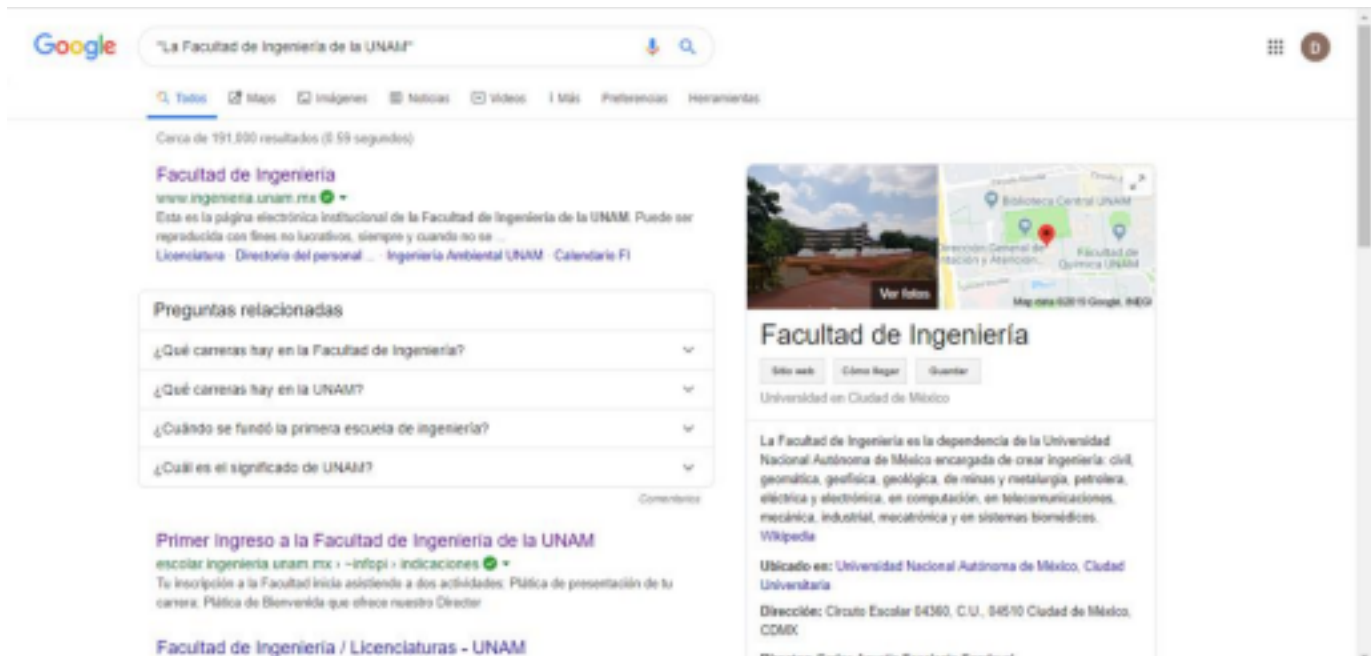 Google
"La Facultad de Ingeniería de la UNAM"
D
Todos Maps Imágenes Noticias Videos Más Preferencias Herramientas
Cerca de 191,000 resultados (0.59 segundos)
Facultad de Ingeniería
www.ingenieria.unam.mx
Esta es la página electrónica institucional de la Facultad de Ingeniería de la UNAM. Puede ser
reproducida con fines no lucrativos, siempre y cuando no se ...
Licenciatura · Directorio del personal ... · Ingeniería Ambiental UNAM · Calendario FI
Preguntas relacionadas
¿Qué carreras hay en la Facultad de Ingeniería?
¿Qué carreras hay en la UNAM?
¿Cuándo se fundó la primera escuela de ingeniería?
¿Cuál es el significado de UNAM?
Comentarios
Primer Ingreso a la Facultad de Ingeniería de la UNAM
escolar.ingenieria.unam.mx › ~infopi › indicaciones
Tu inscripción a la Facultad inicia asistiendo a dos actividades: Plática de presentación de tu
carrera; Plática de Bienvenida que ofrece nuestro Director
Facultad de Ingeniería / Licenciaturas - UNAM
Ver fotos
Circuito Escolar
Biblioteca Central UNAM
Dirección General de
Facultad de
Química UNAM
Map data ©2019 Google, INEGI
Facultad de Ingeniería
Sitio web Cómo llegar Guardar
Universidad en Ciudad de México
La Facultad de Ingeniería es la dependencia de la Universidad
Nacional Autónoma de México encargada de crear ingeniería: civil,
geomática, geofísica, geológica, de minas y metalurgia, petrolera,
eléctrica y electrónica, en computación, en telecomunicaciones,
mecánica, industrial, mecatrónica y en sistemas biomédicos.
Wikipedia
Ubicado en: Universidad Nacional Autónoma de México, Ciudad
Universitaria
Dirección: Circuito Escolar 04360, C.U., 04510 Ciudad de México,
CDMX